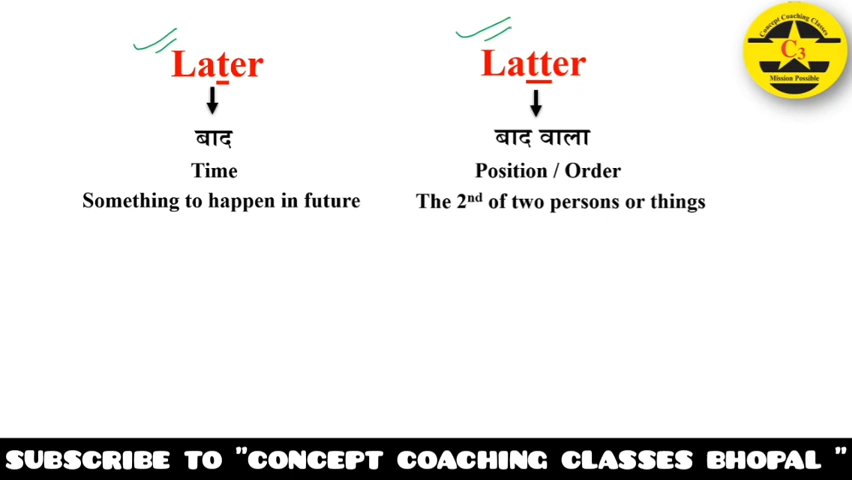 Later
Latter
Concept Coaching Classes
C3
Mission Possible
बाद
बाद वाला
Time
Position / Order
Something to happen in future
The 2nd of two persons or things
SUBSCRIBE TO "CONCEPT COACHING CLASSES BHOPAL "